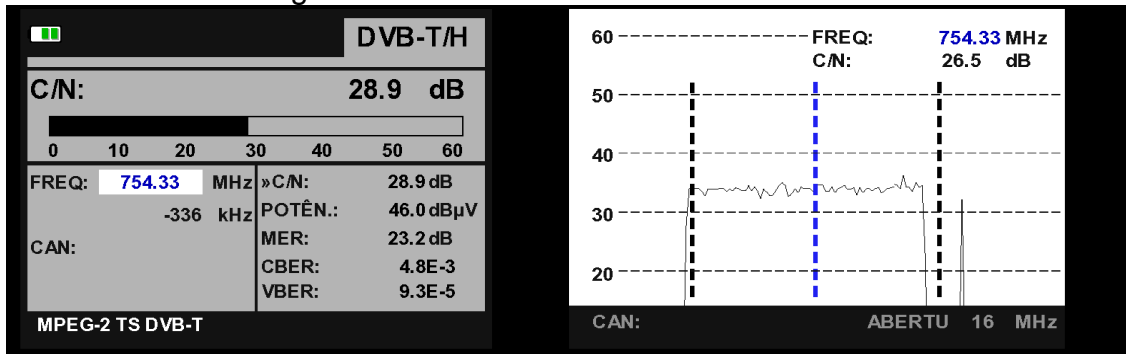 DVB-T/H
C/N: 28.9 dB
0 10 20 30 40 50 60
FREQ: 754.33 MHz
-336 kHz
CAN:
»C/N: 28.9 dB
POTÊN.: 46.0 dBµV
MER: 23.2 dB
CBER: 4.8E-3
VBER: 9.3E-5
MPEG-2 TS DVB-T
60
FREQ: 754.33 MHz
C/N: 26.5 dB
50
40
30
20
CAN: ABERTU 16 MHz